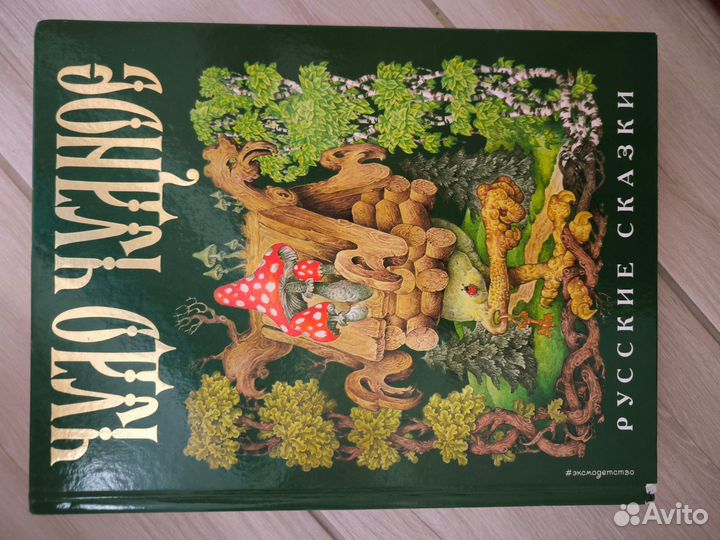 ЧУДО ЧУДНОЕ
РУССКИЕ СКАЗКИ
#эксмодетство
Avito